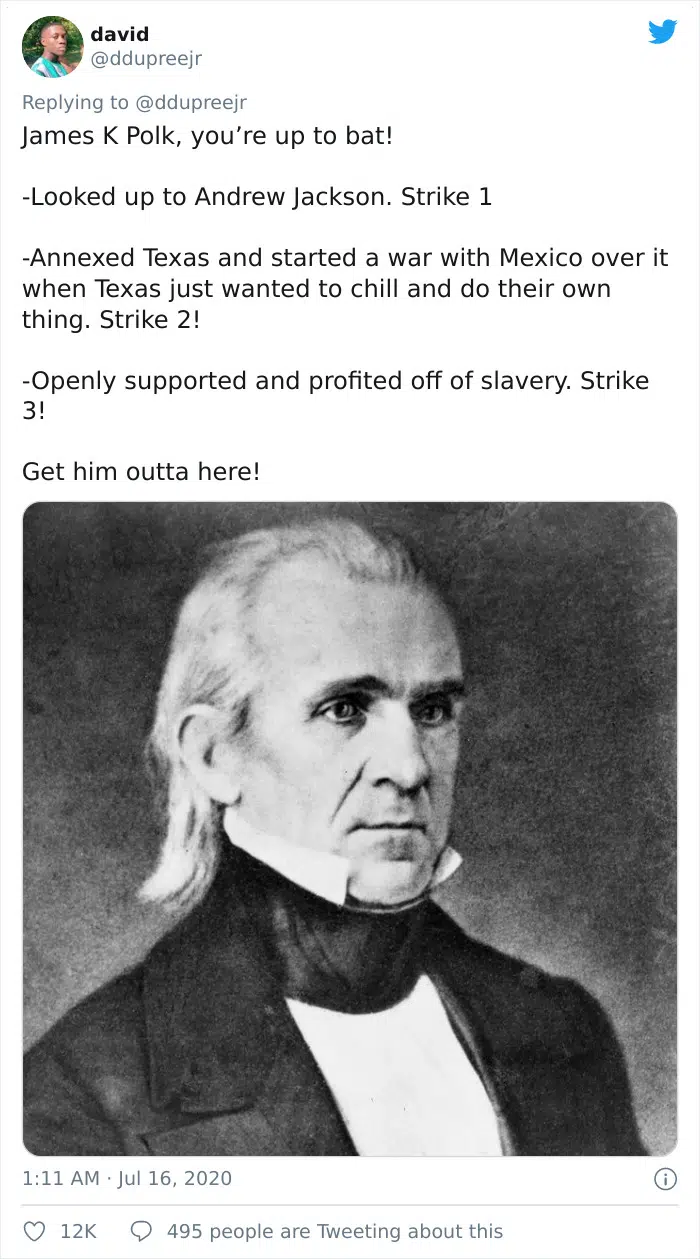 david
@ddupreejr
Replying to @ddupreejr
James K Polk, you’re up to bat!
-Looked up to Andrew Jackson. Strike 1
-Annexed Texas and started a war with Mexico over it
when Texas just wanted to chill and do their own
thing. Strike 2!
-Openly supported and profited off of slavery. Strike
3!
Get him outta here!
1:11 AM · Jul 16, 2020
12K
495 people are Tweeting about this